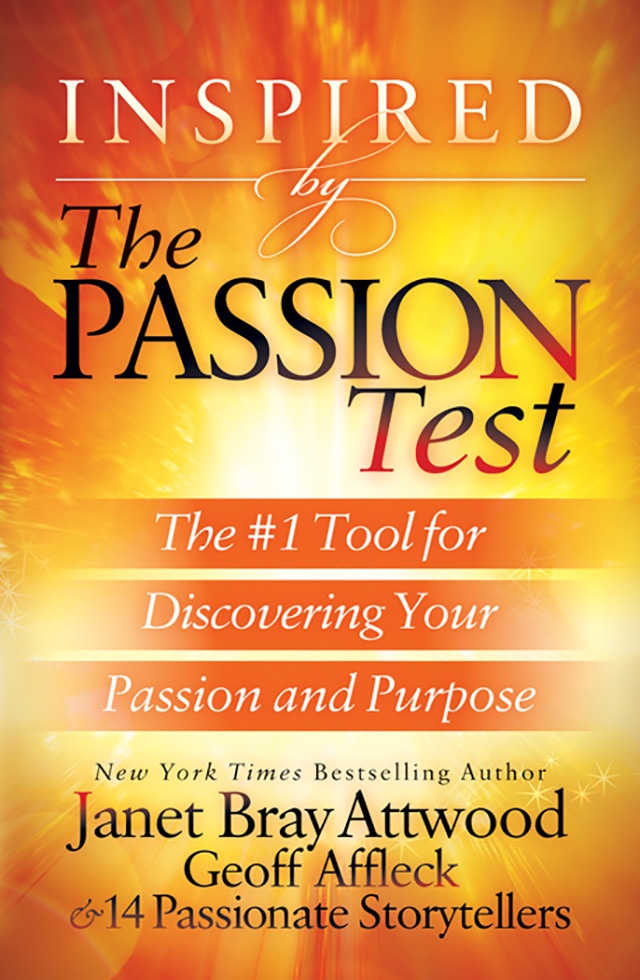 INSPIRED
by
The
PASSION
Test
The #1 Tool for
Discovering Your
Passion and Purpose
New York Times Bestselling Author
Janet Bray Attwood
Geoff Affleck
& 14 Passionate Storytellers